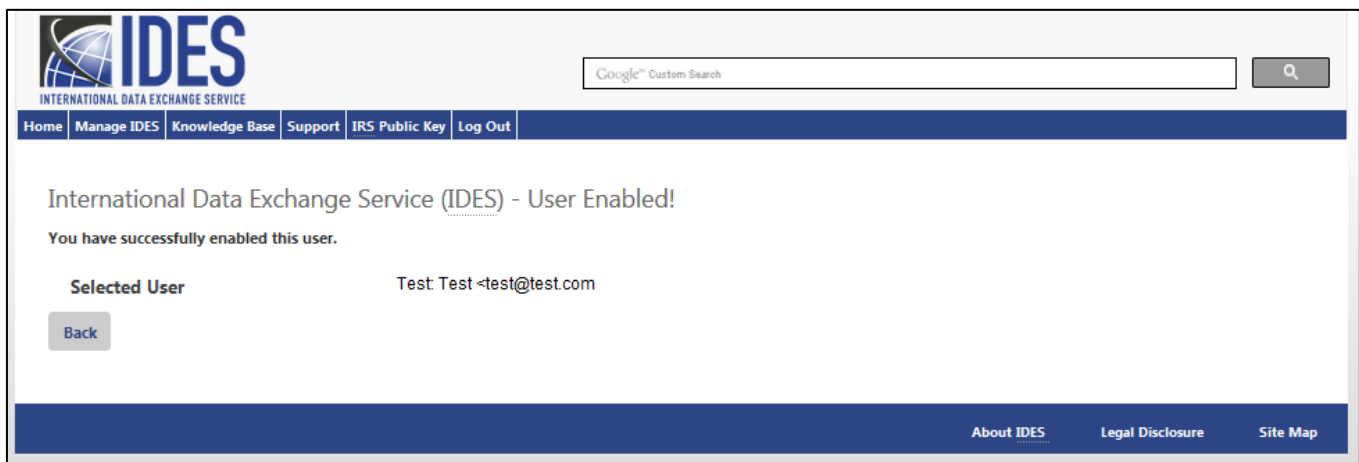 IDES
INTERNATIONAL DATA EXCHANGE SERVICE
Google™ Custom Search
Home Manage IDES Knowledge Base Support IRS Public Key Log Out
International Data Exchange Service (IDES) - User Enabled!
You have successfully enabled this user.
Selected User Test: Test <test@test.com
Back
About IDES Legal Disclosure Site Map